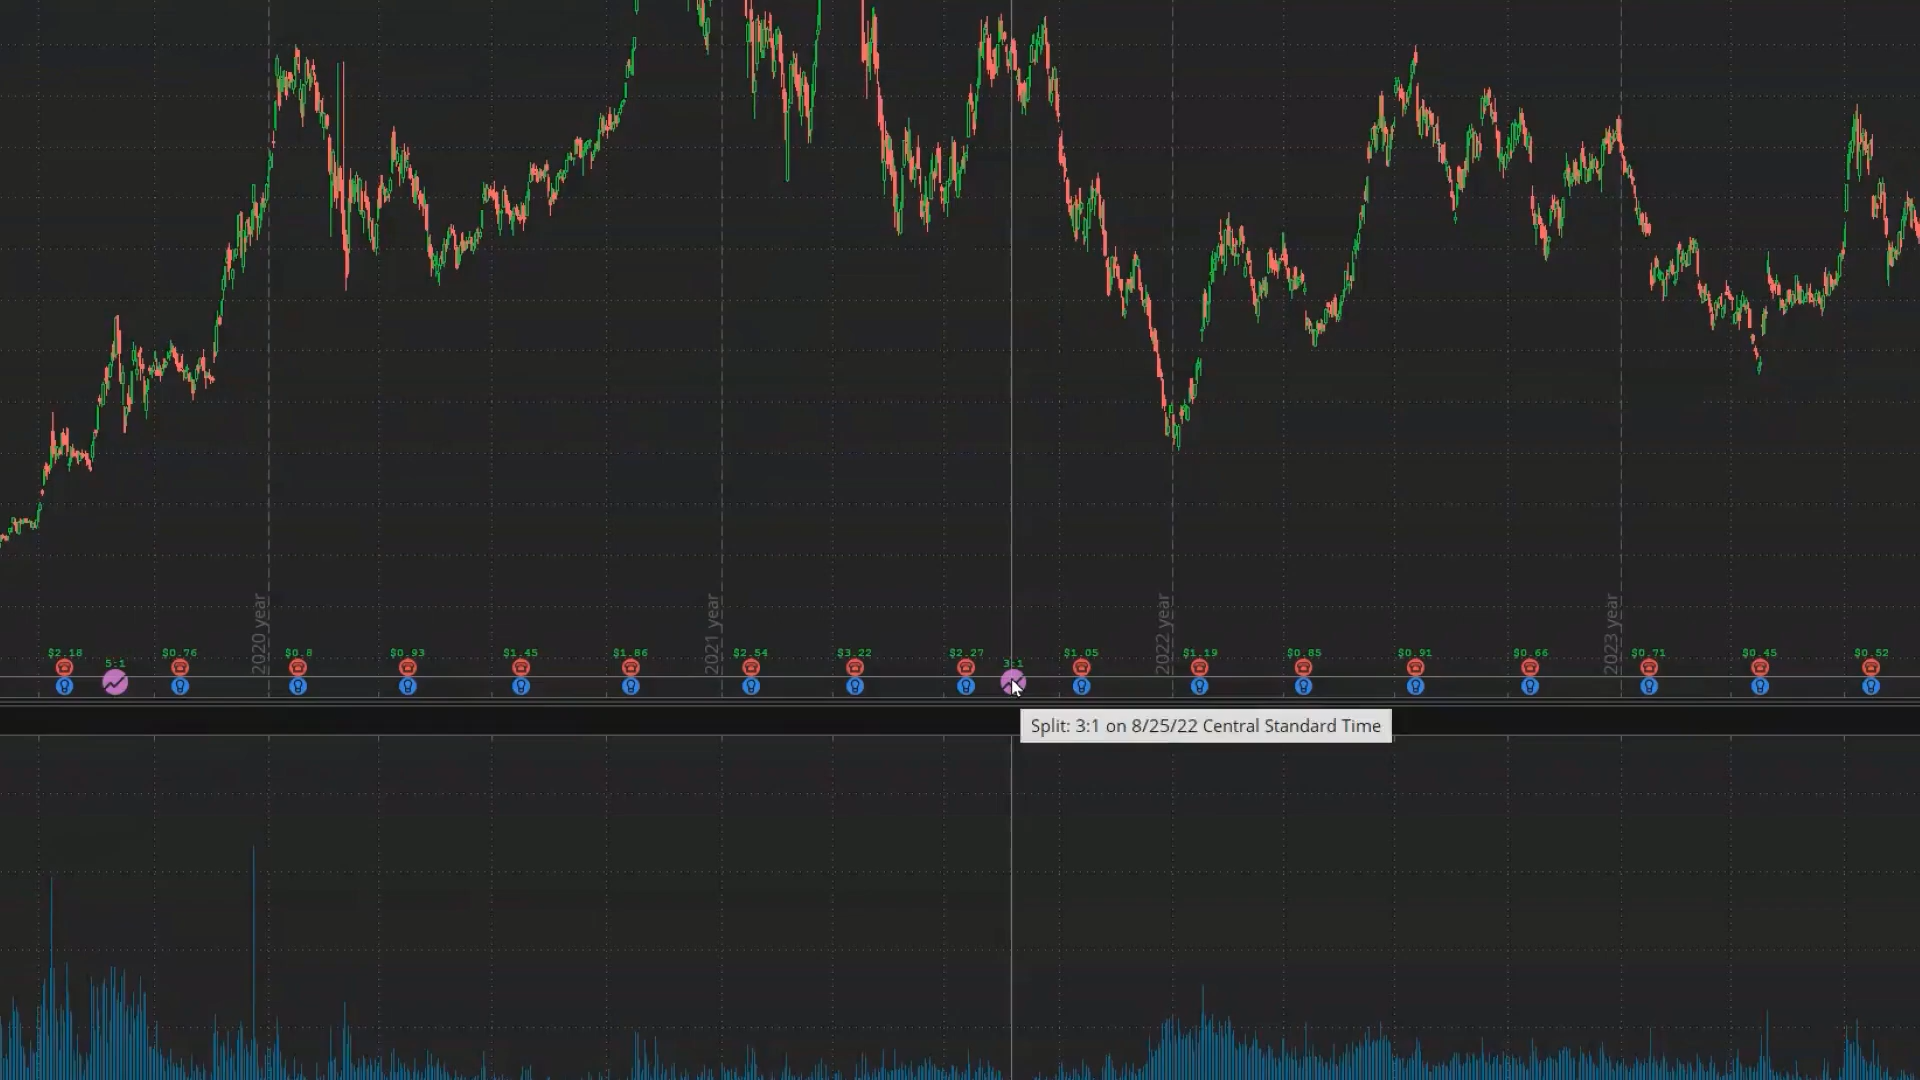 2020 year
2021 year
2022 year
2023 year
$2.18 $0.76 $0.8 $0.93 $1.45 $1.86 $2.54 $3.22 $2.27 $1.05 $1.19 $0.85 $0.91 $0.66 $0.71 $0.45 $0.52
5:1 3:1
Split: 3:1 on 8/25/22 Central Standard Time